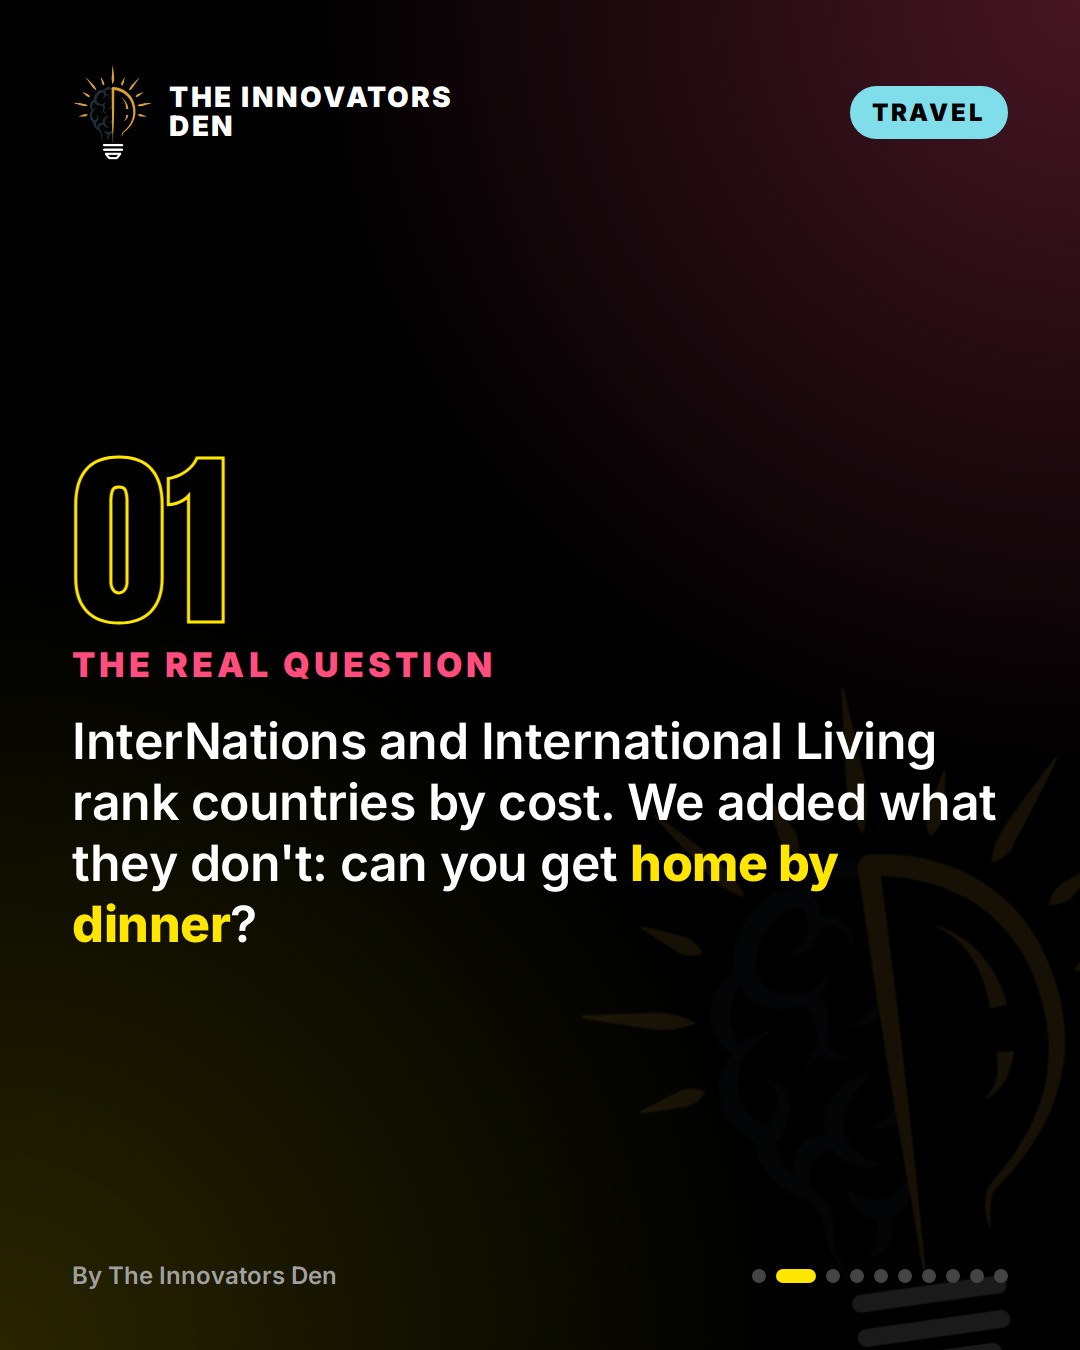 THE INNOVATORS
DEN
TRAVEL
01
THE REAL QUESTION
InterNations and International Living
rank countries by cost. We added what
they don't: can you get home by
dinner?
By The Innovators Den